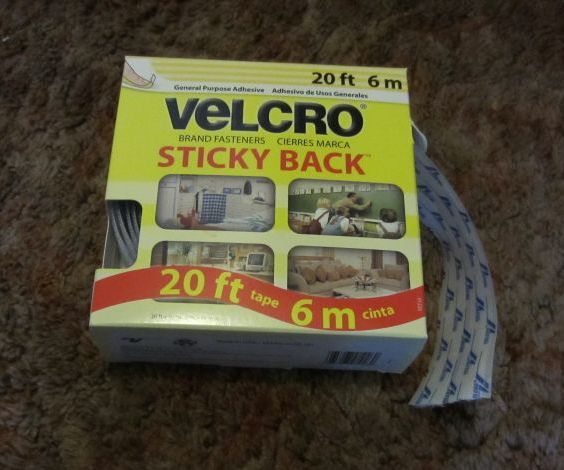 20 ft 6 m
General Purpose Adhesive Adhesivo de Usos Generales
VELCRO®
BRAND FASTENERS CIERRES MARCA
STICKY BACK™
20 ft tape 6 m cinta